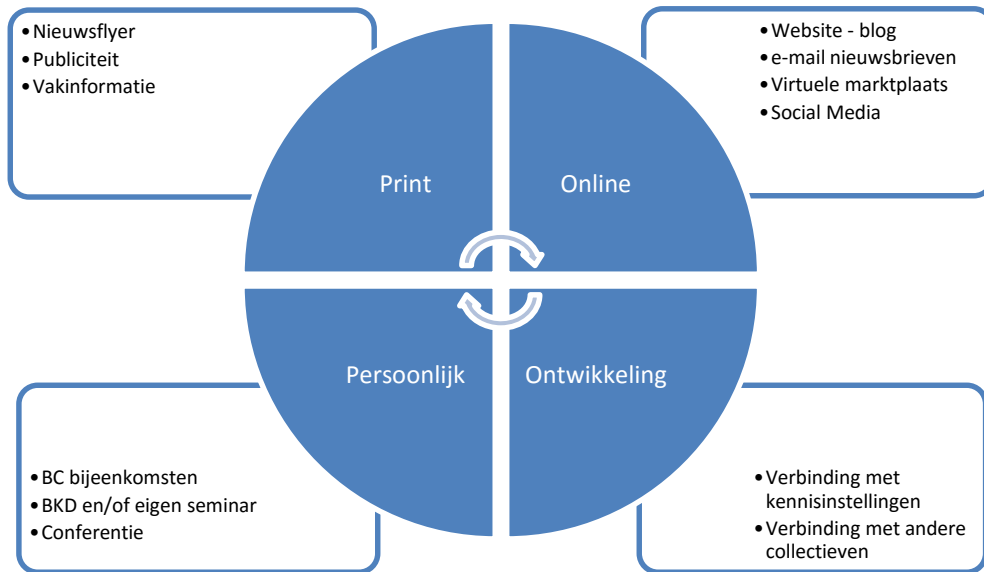 •Nieuwsflyer
•Publiciteit
•Vakinformatie
•Website - blog
•e-mail nieuwsbrieven
•Virtuele marktplaats
•Social Media
Print
Online
Persoonlijk
Ontwikkeling
•BC bijeenkomsten
•BKD en/of eigen seminar
•Conferentie
•Verbinding met
kennisinstellingen
•Verbinding met andere
collectieven